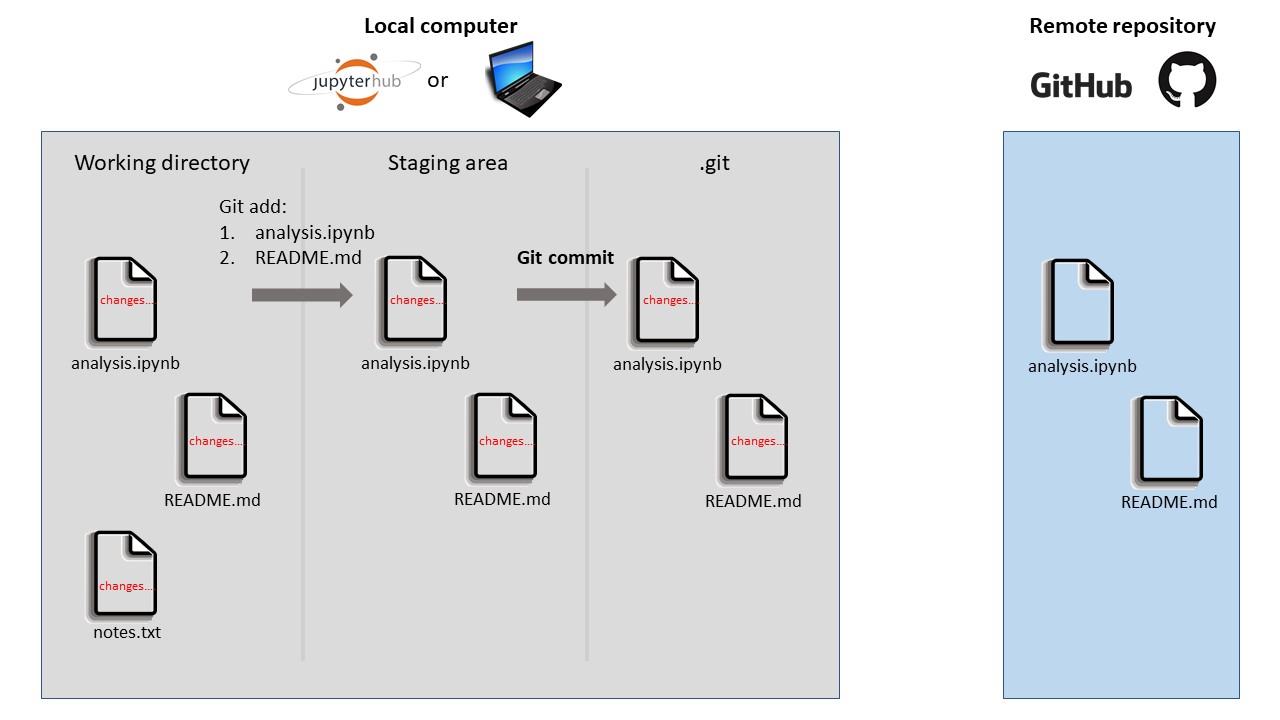 Local computer
Remote repository
jupyterhub
or
GitHub
Working directory
Staging area
.git
Git add:
1. analysis.ipynb
2. README.md
Git commit
changes...
changes...
changes...
analysis.ipynb
analysis.ipynb
analysis.ipynb
analysis.ipynb
changes...
changes...
changes...
README.md
README.md
README.md
README.md
changes...
notes.txt